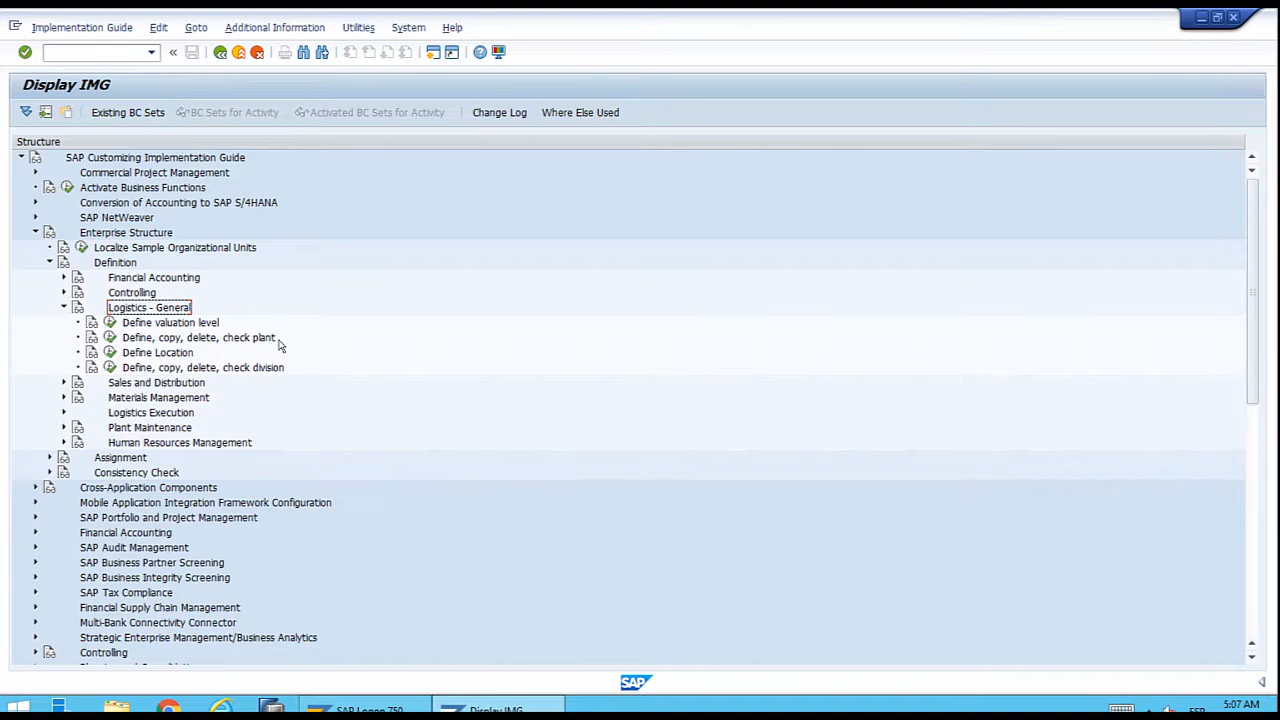 Implementation Guide Edit Goto Additional Information Utilities System Help
Display IMG
Existing BC Sets BC Sets for Activity Activated BC Sets for Activity Change Log Where Else Used
Structure
SAP Customizing Implementation Guide
Commercial Project Management
Activate Business Functions
Conversion of Accounting to SAP S/4HANA
SAP NetWeaver
Enterprise Structure
Localize Sample Organizational Units
Definition
Financial Accounting
Controlling
Logistics - General
Define valuation level
Define, copy, delete, check plant
Define Location
Define, copy, delete, check division
Sales and Distribution
Materials Management
Logistics Execution
Plant Maintenance
Human Resources Management
Assignment
Consistency Check
Cross-Application Components
Mobile Application Integration Framework Configuration
SAP Portfolio and Project Management
Financial Accounting
SAP Audit Management
SAP Business Partner Screening
SAP Business Integrity Screening
SAP Tax Compliance
Financial Supply Chain Management
Multi-Bank Connectivity Connector
Strategic Enterprise Management/Business Analytics
Controlling
SAP
SAP Logon 750 Display IMG ESP 5:07 AM